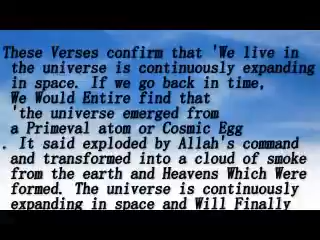 These Verses confirm that 'We live in
the universe is continuously expanding
in space. If we go back in time,
We Would Entire find that
'the universe emerged from
a Primeval atom or Cosmic Egg
. It said exploded by Allah's command
and transformed into a cloud of smoke
from the earth and Heavens Which Were
formed. The universe is continuously
expanding in space and Will Finally